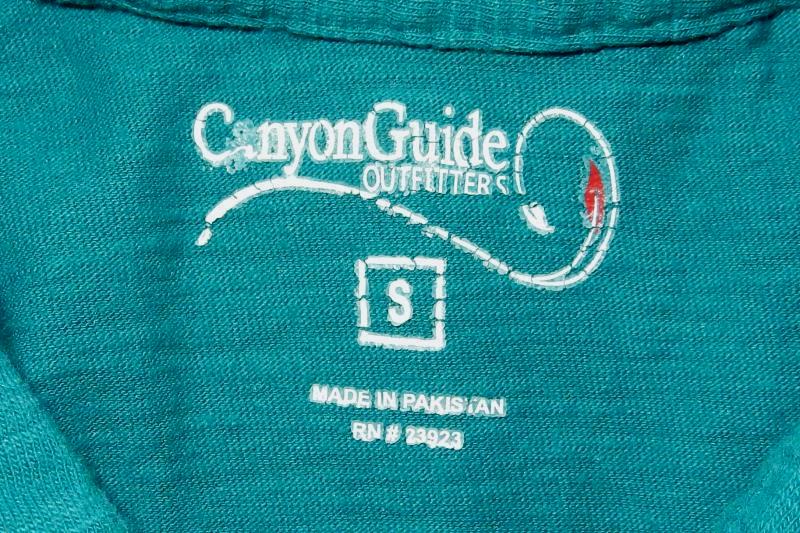 CanyonGuide
OUTFITTERS
S
MADE IN PAKISTAN
RN # 23923